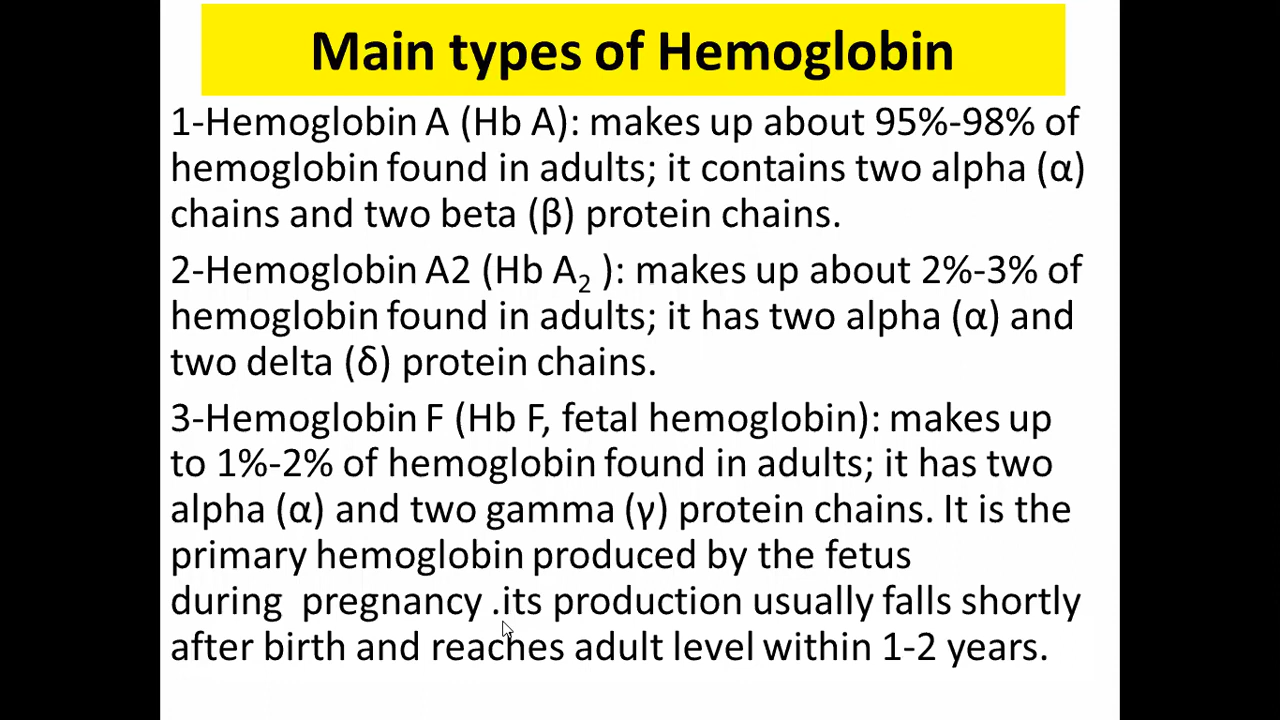 Main types of Hemoglobin
1-Hemoglobin A (Hb A): makes up about 95%-98% of
hemoglobin found in adults; it contains two alpha (α)
chains and two beta (β) protein chains.
2-Hemoglobin A2 (Hb A₂ ): makes up about 2%-3% of
hemoglobin found in adults; it has two alpha (α) and
two delta (δ) protein chains.
3-Hemoglobin F (Hb F, fetal hemoglobin): makes up
to 1%-2% of hemoglobin found in adults; it has two
alpha (α) and two gamma (γ) protein chains. It is the
primary hemoglobin produced by the fetus
during  pregnancy .its production usually falls shortly
after birth and reaches adult level within 1-2 years.